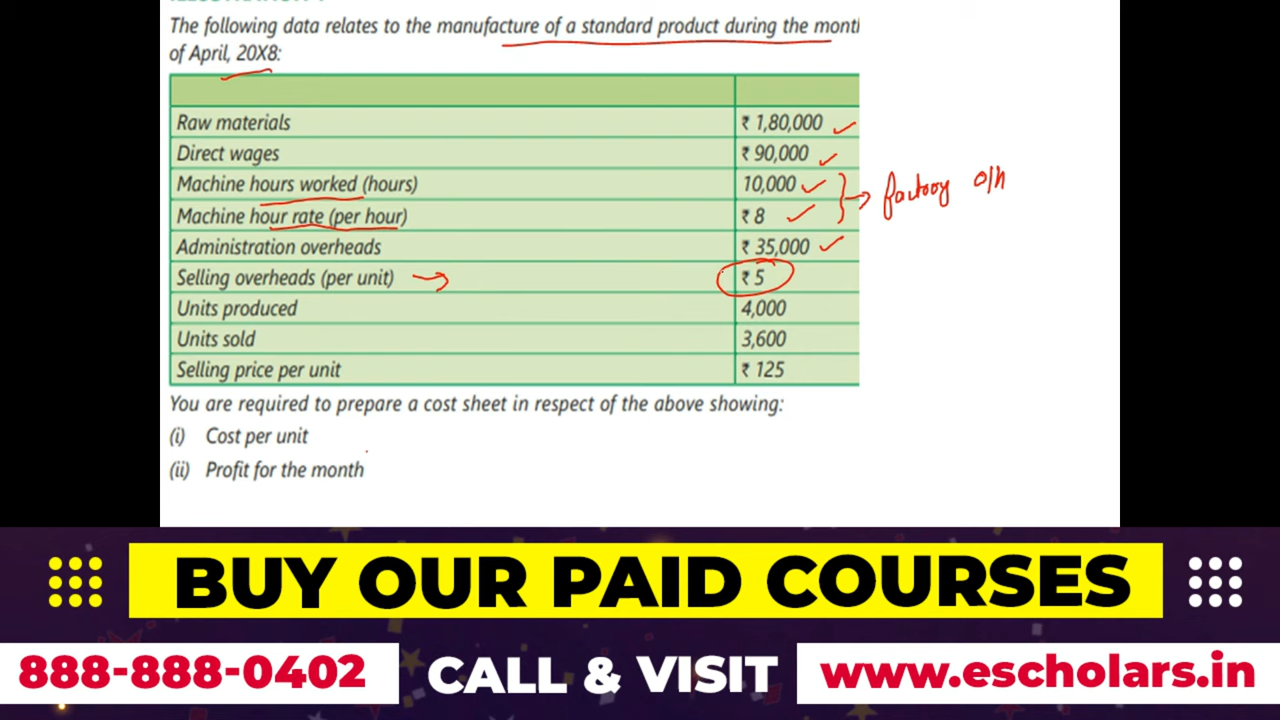 The following data relates to the manufacture of a standard product during the month
of April, 20X8:
Raw materials ₹ 1,80,000
Direct wages ₹ 90,000
Machine hours worked (hours) 10,000
Machine hour rate (per hour) ₹ 8
factory o/h
Administration overheads ₹ 35,000
Selling overheads (per unit) ₹ 5
Units produced 4,000
Units sold 3,600
Selling price per unit ₹ 125
You are required to prepare a cost sheet in respect of the above showing:
(i) Cost per unit
(ii) Profit for the month
BUY OUR PAID COURSES
888-888-0402 CALL & VISIT www.escholars.in